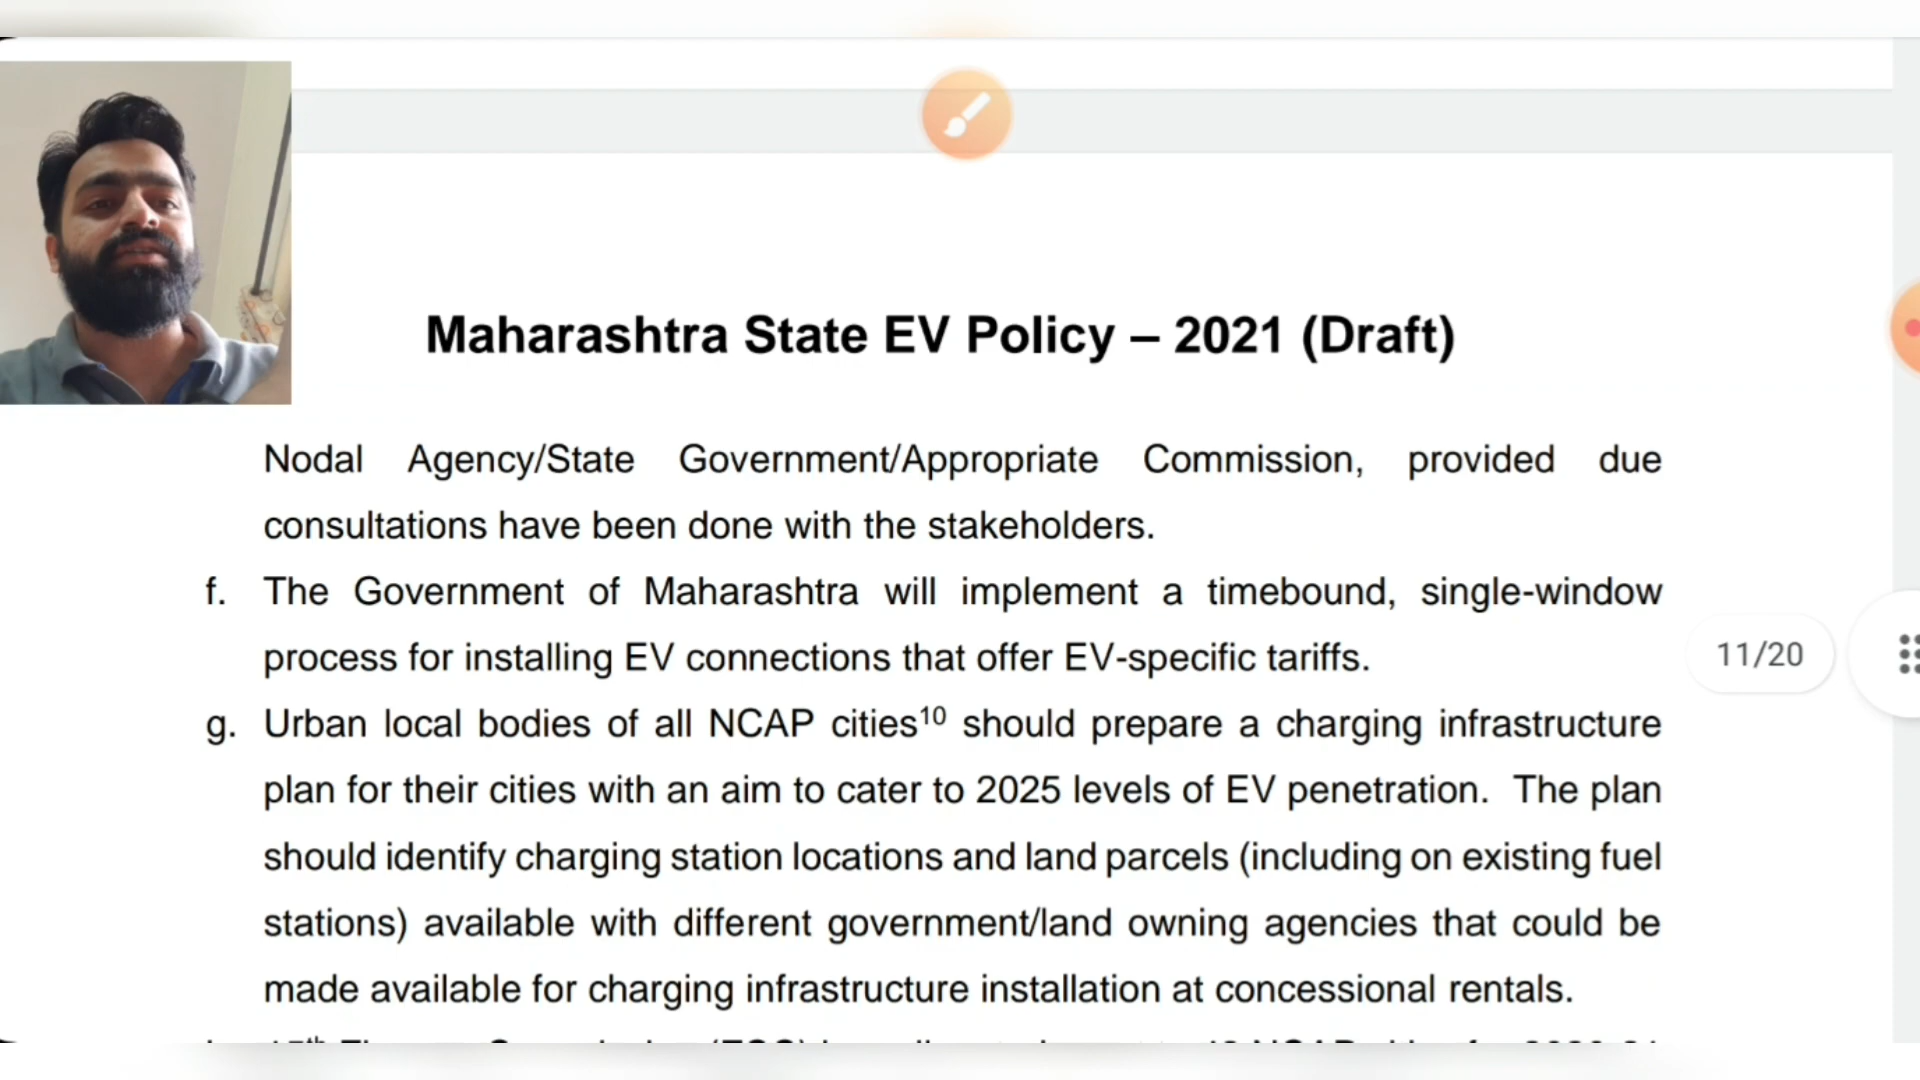 Maharashtra State EV Policy – 2021 (Draft)
Nodal Agency/State Government/Appropriate Commission, provided due
consultations have been done with the stakeholders.
f. The Government of Maharashtra will implement a timebound, single-window
process for installing EV connections that offer EV-specific tariffs.
11/20
g. Urban local bodies of all NCAP cities¹⁰ should prepare a charging infrastructure
plan for their cities with an aim to cater to 2025 levels of EV penetration. The plan
should identify charging station locations and land parcels (including on existing fuel
stations) available with different government/land owning agencies that could be
made available for charging infrastructure installation at concessional rentals.